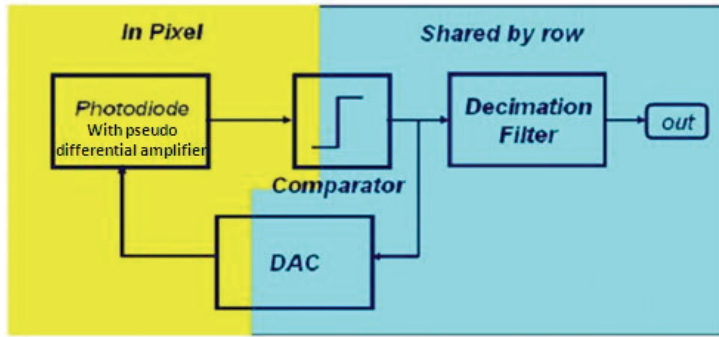 In Pixel
Shared by row
Photodiode
With pseudo
differential amplifier
Comparator
Decimation
Filter
out
DAC